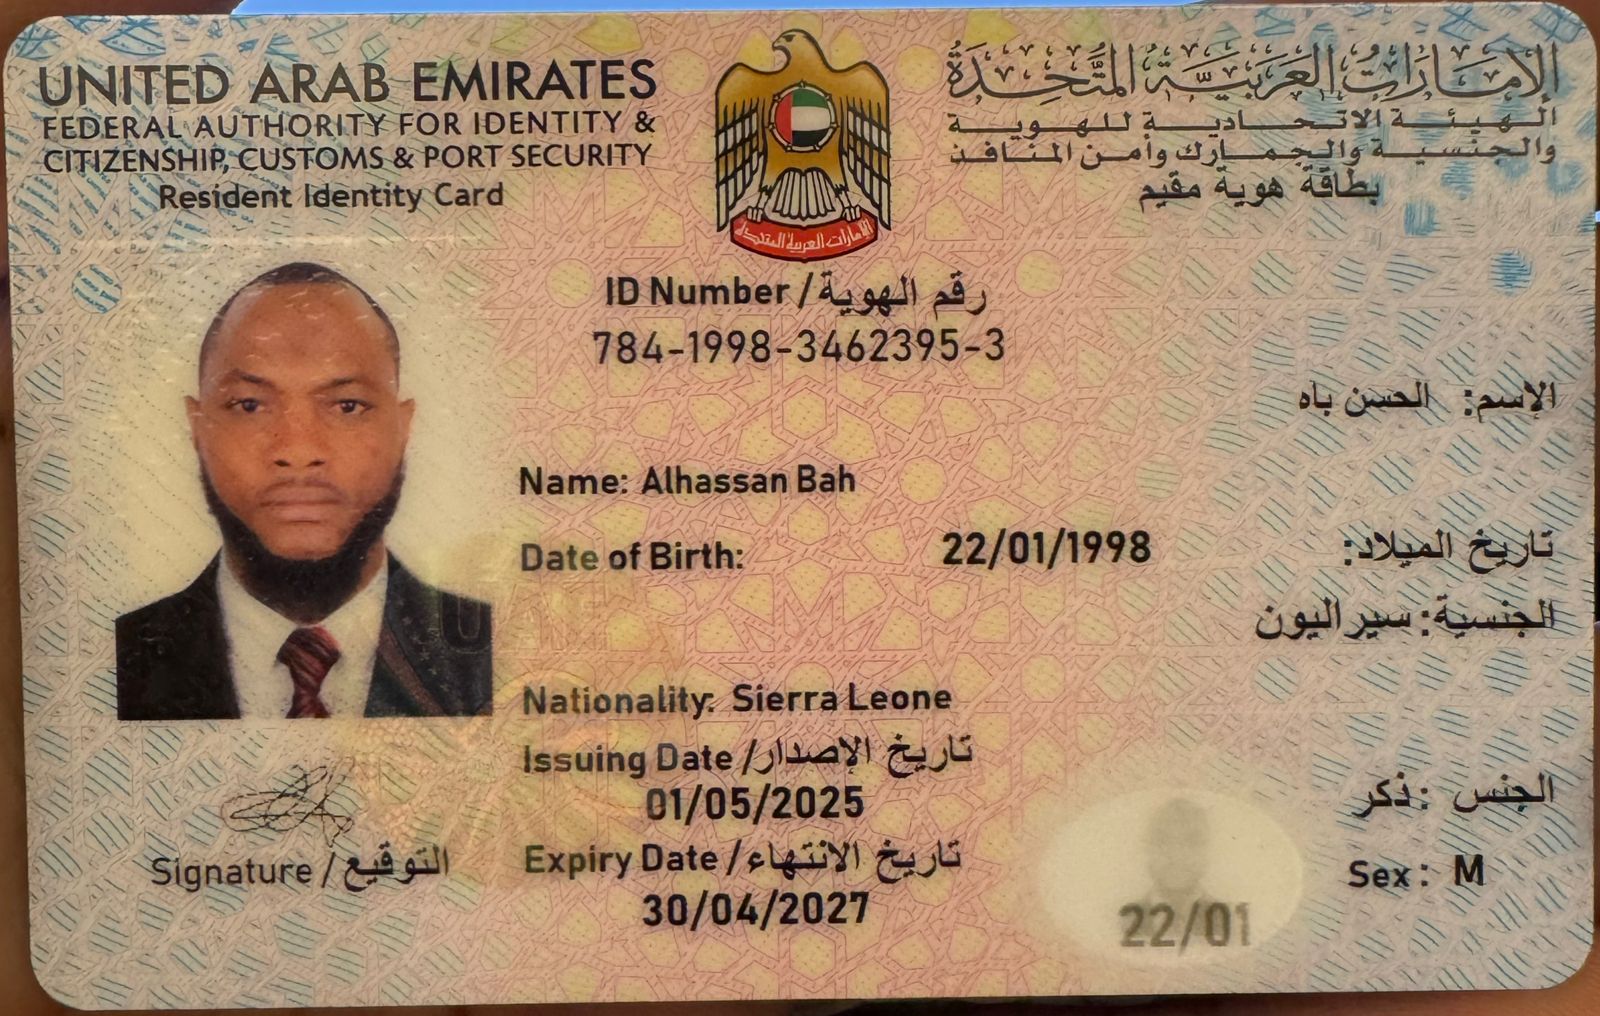 UNITED ARAB EMIRATES
FEDERAL AUTHORITY FOR IDENTITY &
CITIZENSHIP, CUSTOMS & PORT SECURITY
Resident Identity Card
الإمارات العربية المتحدة
الهيئة الاتحادية للهوية
والجنسية والجمارك وأمن المنافذ
بطاقة هوية مقيم
الإمارات العربية المتحدة
ID Number / رقم الهوية
784-1998-3462395-3
الإسم: الحسن باه
Name: Alhassan Bah
Date of Birth: 22/01/1998 تاريخ الميلاد:
الجنسية: سيراليون
Nationality: Sierra Leone
Issuing Date / تاريخ الإصدار
01/05/2025
الجنس : ذكر
Expiry Date / تاريخ الانتهاء
30/04/2027
Sex : M
Signature / التوقيع
22/01